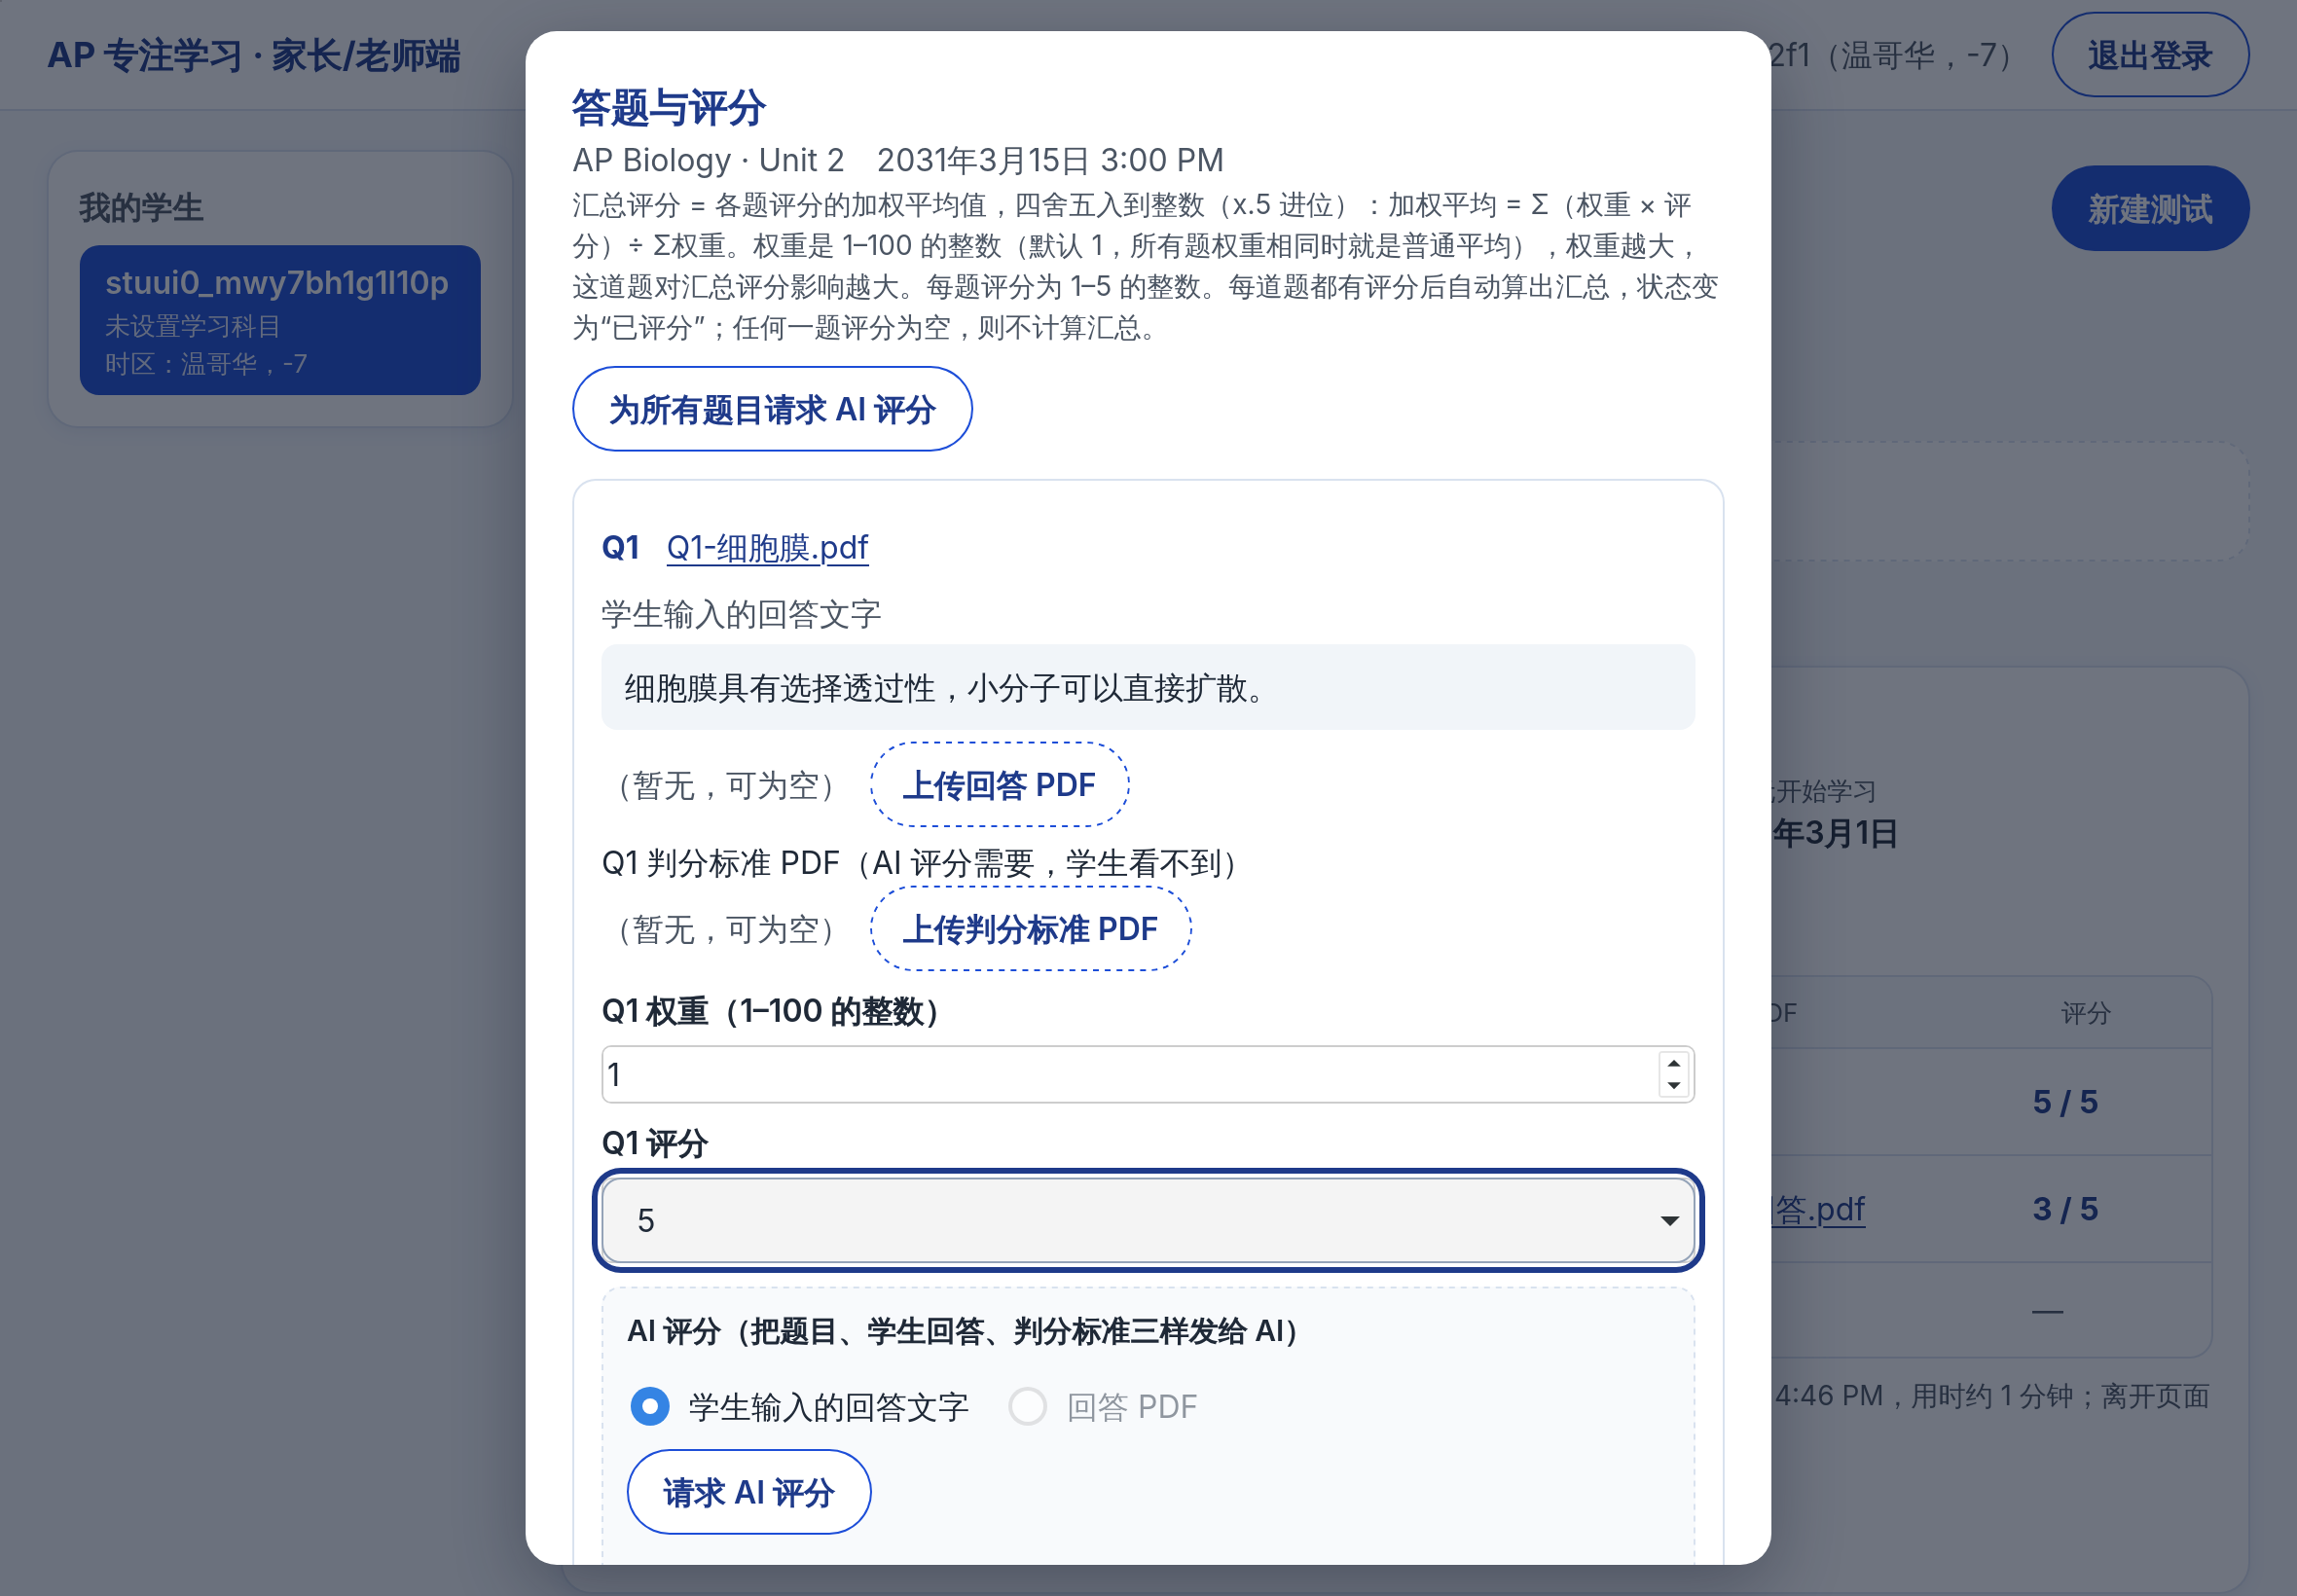 AP 专注学习 · 家长/老师端
2f1（温哥华，-7）
退出登录
我的学生
stuui0_mwy7bh1g1l10p
未设置学习科目
时区：温哥华，-7
新建测试
答题与评分
AP Biology · Unit 2 2031年3月15日 3:00 PM
汇总评分 = 各题评分的加权平均值，四舍五入到整数（x.5 进位）：加权平均 = Σ（权重 × 评
分）÷ Σ权重。权重是 1–100 的整数（默认 1，所有题权重相同时就是普通平均），权重越大，
这道题对汇总评分影响越大。每题评分为 1–5 的整数。每道题都有评分后自动算出汇总，状态变
为“已评分”；任何一题评分为空，则不计算汇总。
为所有题目请求 AI 评分
Q1 Q1-细胞膜.pdf
学生输入的回答文字
细胞膜具有选择透过性，小分子可以直接扩散。
（暂无，可为空） 上传回答 PDF
Q1 判分标准 PDF（AI 评分需要，学生看不到）
（暂无，可为空） 上传判分标准 PDF
Q1 权重（1–100 的整数）
1
Q1 评分
5
AI 评分（把题目、学生回答、判分标准三样发给 AI）
学生输入的回答文字 回答 PDF
请求 AI 评分
开始学习
年3月1日
DF 评分
5 / 5
答.pdf 3 / 5
—
4:46 PM，用时约 1 分钟；离开页面